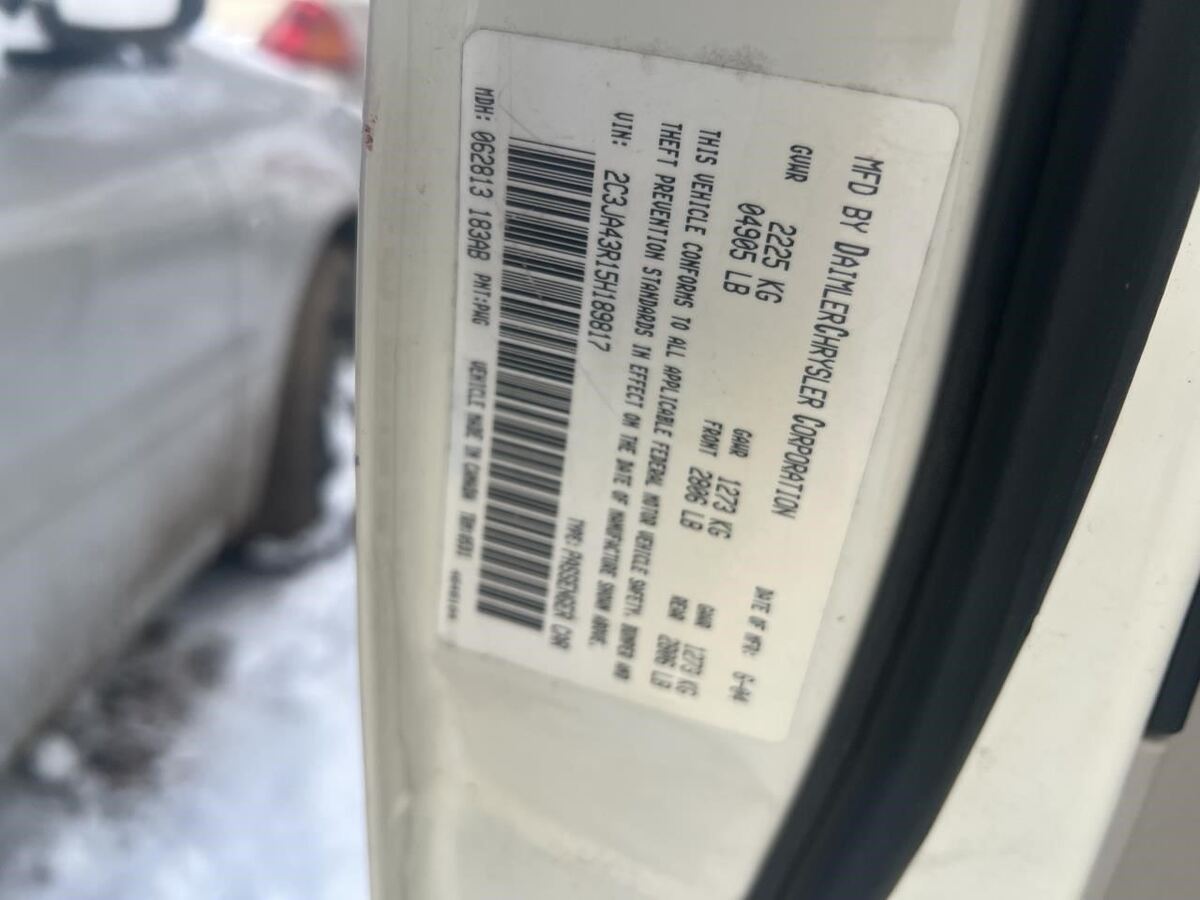 MFD BY DAIMLERCHRYSLER CORPORATION
DATE OF MFR: 6-04
GVWR 2225 KG
04905 LB
GAWR FRONT 1273 KG
2806 LB
GAWR REAR 1273 KG
2806 LB
THIS VEHICLE CONFORMS TO ALL APPLICABLE FEDERAL MOTOR VEHICLE SAFETY, BUMPER AND
THEFT PREVENTION STANDARDS IN EFFECT ON THE DATE OF MANUFACTURE SHOWN ABOVE.
VIN: 2C3JA43R15H189817
TYPE: PASSENGER CAR
MDH: 062813 183AB PNT: PWG VEHICLE MADE IN CANADA